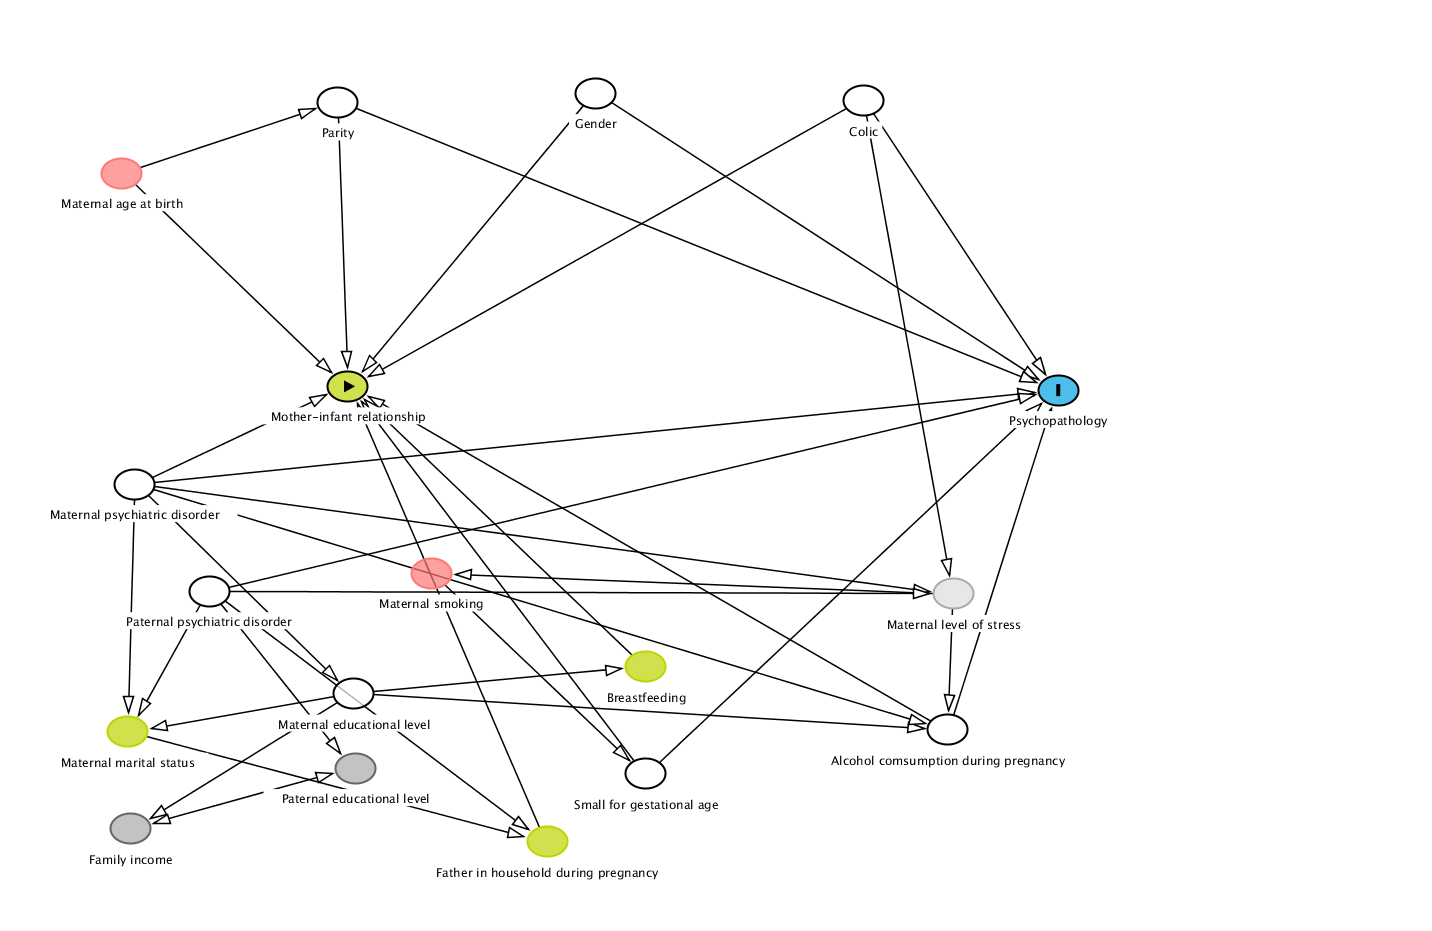 Parity
Gender
Colic
Maternal age at birth
Mother-infant relationship
Psychopathology
Maternal psychiatric disorder
Maternal smoking
Paternal psychiatric disorder
Maternal level of stress
Breastfeeding
Maternal educational level
Maternal marital status
Alcohol comsumption during pregnancy
Paternal educational level
Small for gestational age
Family income
Father in household during pregnancy